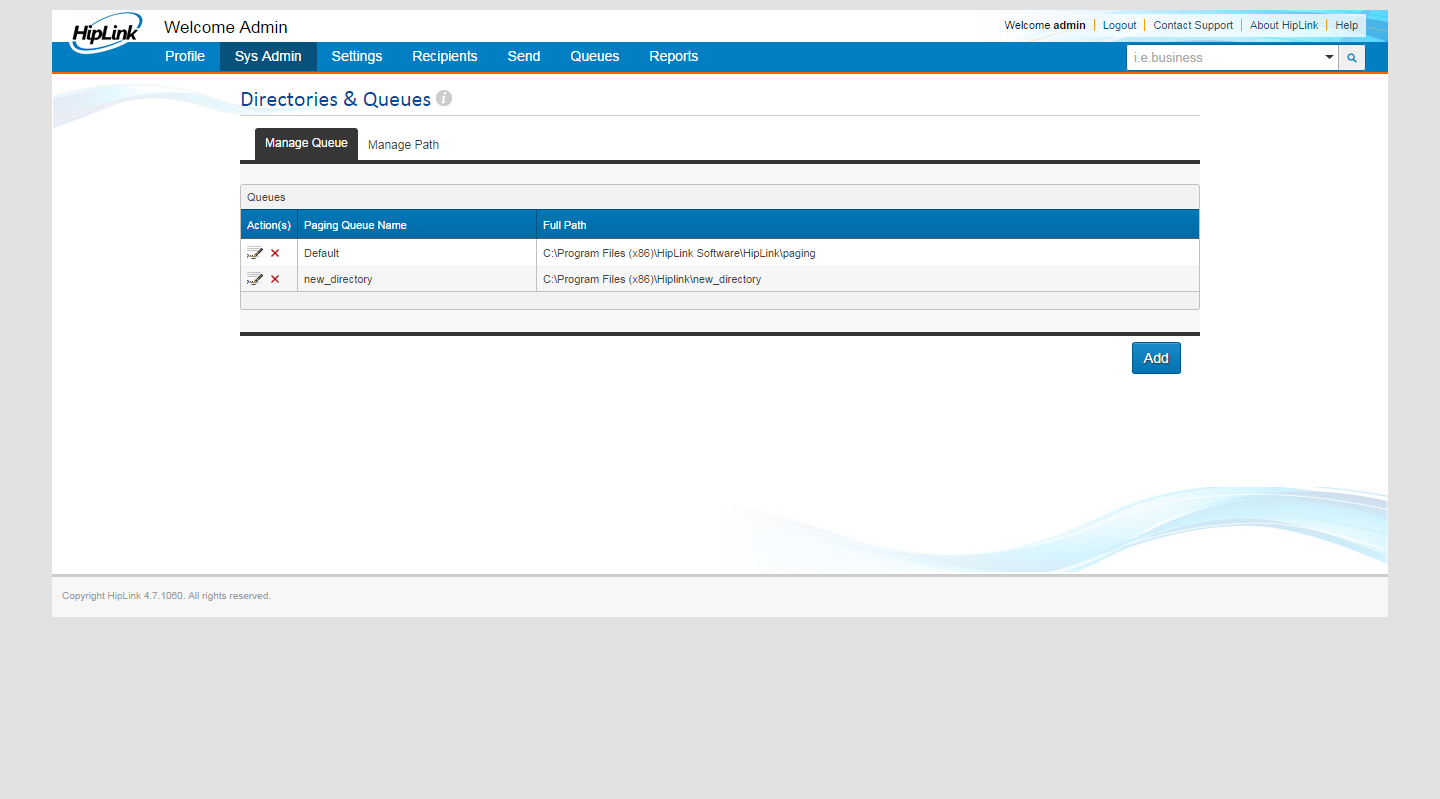 HipLink
Welcome Admin
Welcome admin Logout Contact Support About HipLink Help
Profile Sys Admin Settings Recipients Send Queues Reports
i.e.business
Directories & Queues i
Manage Queue Manage Path
Queues
Action(s) Paging Queue Name Full Path
Default C:\Program Files (x86)\HipLink Software\HipLink\paging
new_directory C:\Program Files (x86)\Hiplink\new_directory
Add
Copyright HipLink 4.7.1060. All rights reserved.